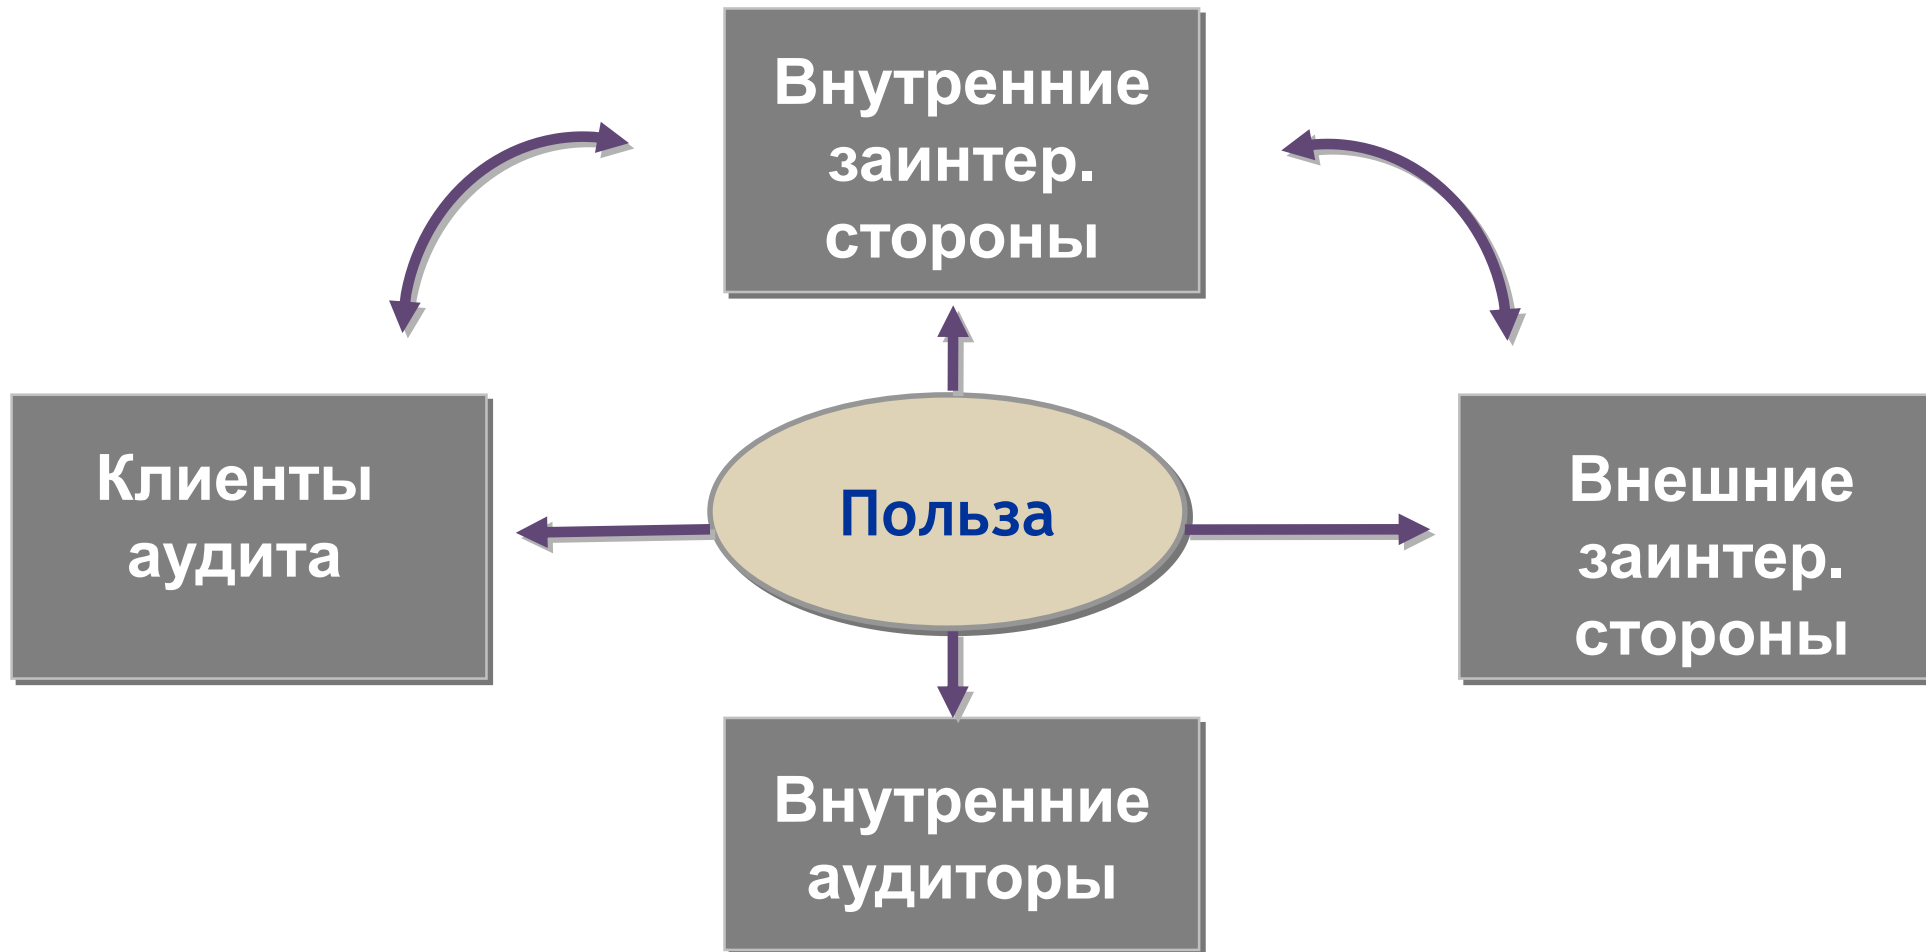 Внутренние
заинтер.
стороны
Клиенты
аудита
Польза
Внешние
заинтер.
стороны
Внутренние
аудиторы